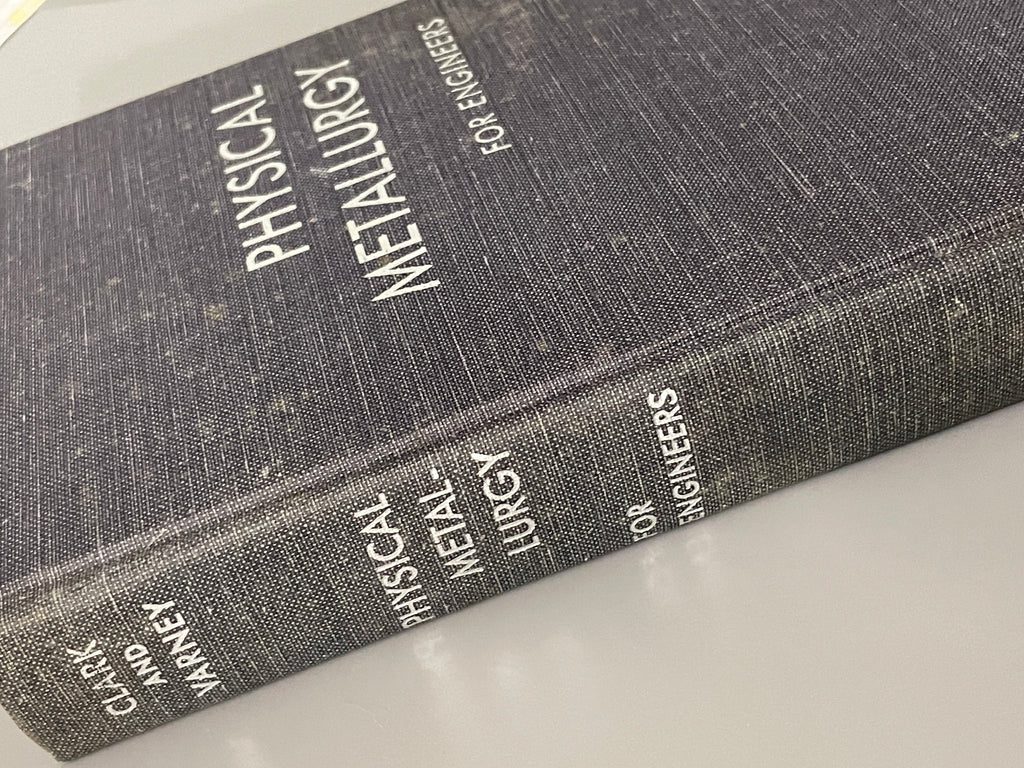 PHYSICAL
METALLURGY
FOR ENGINEERS
CLARK
AND
VARNEY
PHYSICAL
METAL-
LURGY
FOR
ENGINEERS